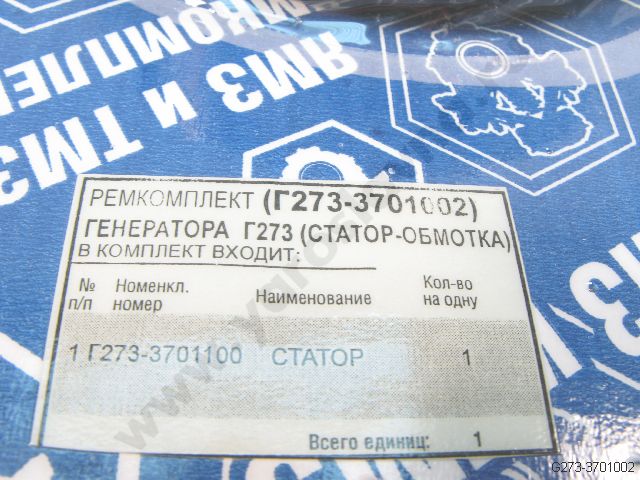 ЯМЗ И ТМЗ
РЕМКОМПЛЕКТ (Г273-3701002)
ГЕНЕРАТОРА Г273 (СТАТОР-ОБМОТКА)
В КОМПЛЕКТ ВХОДИТ:
№ п/п Номенкл. номер Наименование Кол-во на одну
1 Г273-3701100 СТАТОР 1
Всего единиц: 1
G273-3701002